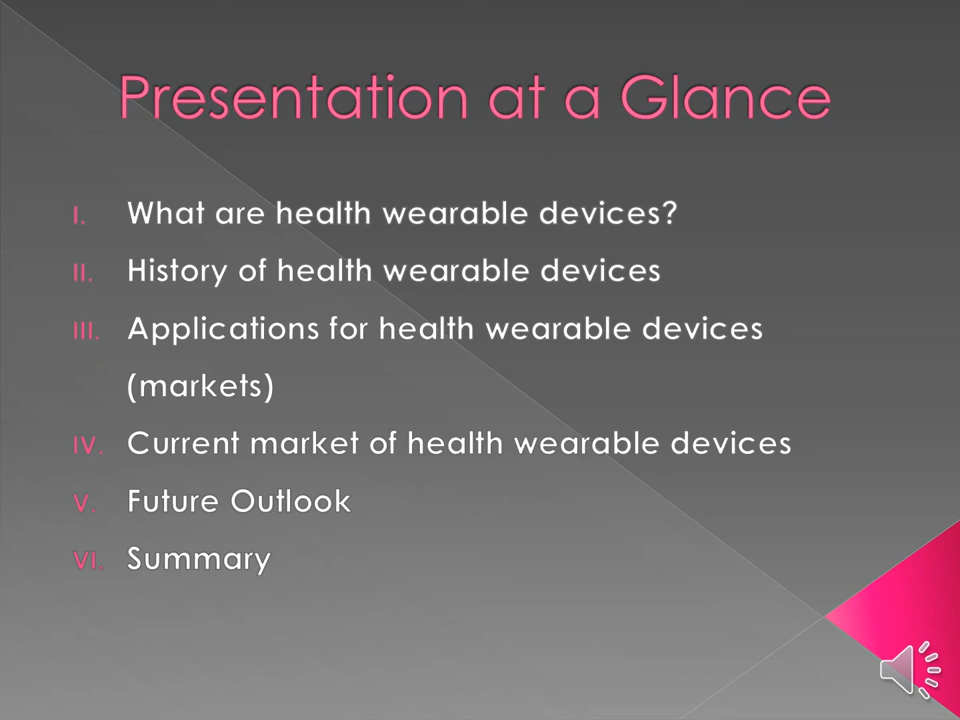 Presentation at a Glance
I. What are health wearable devices?
II. History of health wearable devices
III. Applications for health wearable devices
(markets)
IV. Current market of health wearable devices
V. Future Outlook
VI. Summary